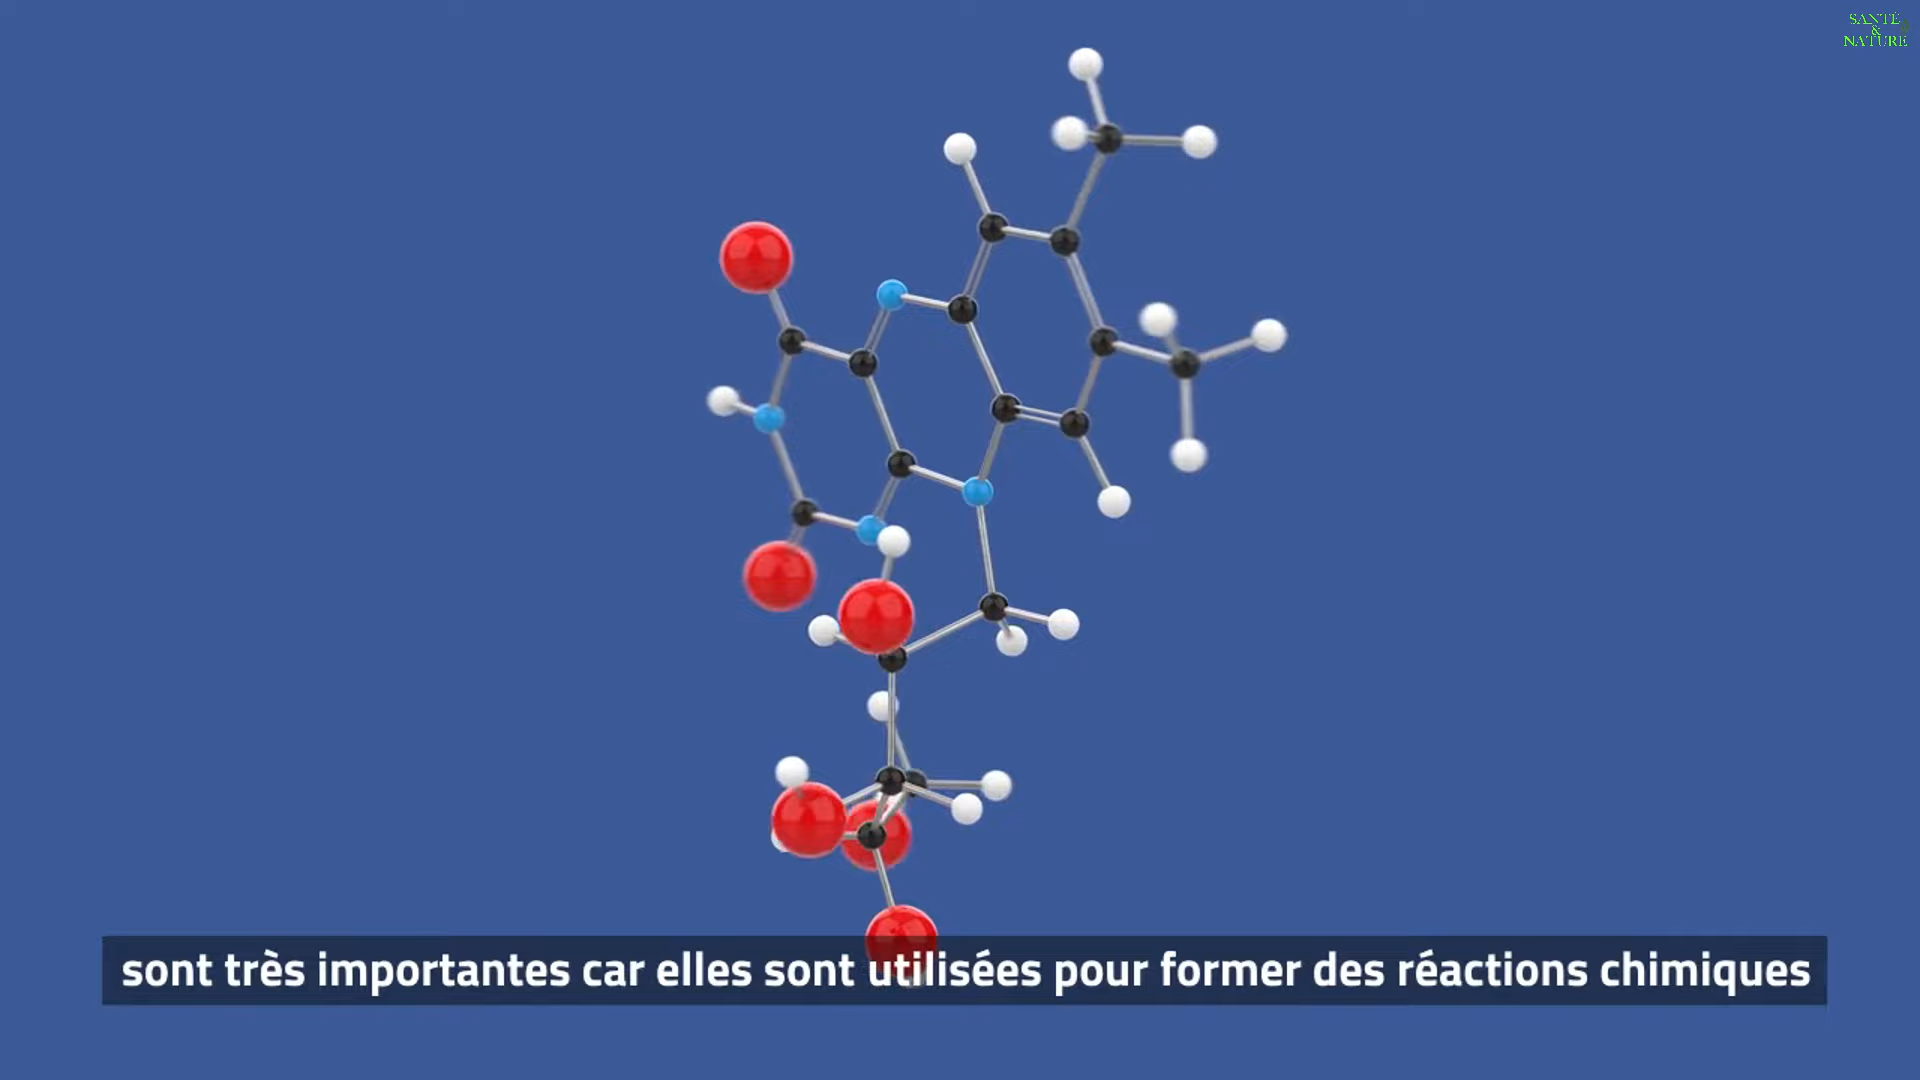 SANTÉ
&
NATURE
sont très importantes car elles sont utilisées pour former des réactions chimiques